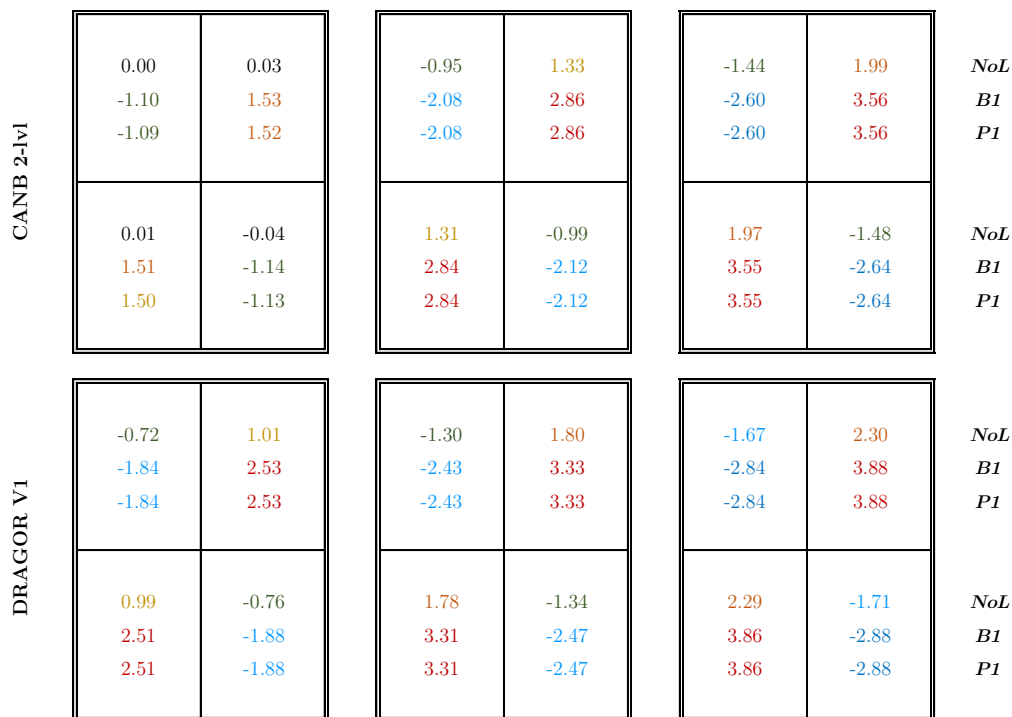 CANB 2-lvl
0.00 0.03 -0.95 1.33 -1.44 1.99 NoL
-1.10 1.53 -2.08 2.86 -2.60 3.56 B1
-1.09 1.52 -2.08 2.86 -2.60 3.56 P1
0.01 -0.04 1.31 -0.99 1.97 -1.48 NoL
1.51 -1.14 2.84 -2.12 3.55 -2.64 B1
1.50 -1.13 2.84 -2.12 3.55 -2.64 P1
DRAGOR V1
-0.72 1.01 -1.30 1.80 -1.67 2.30 NoL
-1.84 2.53 -2.43 3.33 -2.84 3.88 B1
-1.84 2.53 -2.43 3.33 -2.84 3.88 P1
0.99 -0.76 1.78 -1.34 2.29 -1.71 NoL
2.51 -1.88 3.31 -2.47 3.86 -2.88 B1
2.51 -1.88 3.31 -2.47 3.86 -2.88 P1